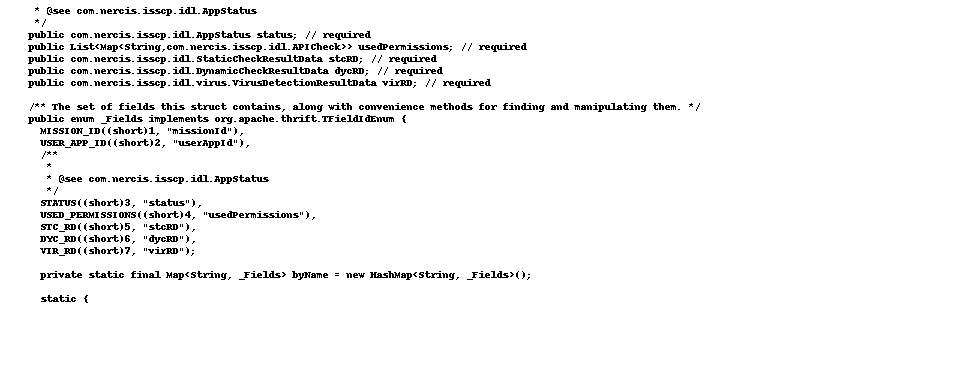 * @see com.nercis.isscp.idl.AppStatus
*/
public com.nercis.isscp.idl.AppStatus status; // required
public List<Map<String,com.nercis.isscp.idl.APICheck>> usedPermissions; // required
public com.nercis.isscp.idl.StaticCheckResultData stcRD; // required
public com.nercis.isscp.idl.DynamicCheckResultData dycRD; // required
public com.nercis.isscp.idl.virus.VirusDetectionResultData virRD; // required
/** The set of fields this struct contains, along with convenience methods for finding and manipulating them. */
public enum _Fields implements org.apache.thrift.TFieldIdEnum {
MISSION_ID((short)1, "missionId"),
USER_APP_ID((short)2, "userAppId"),
/**
*
* @see com.nercis.isscp.idl.AppStatus
*/
STATUS((short)3, "status"),
USED_PERMISSIONS((short)4, "usedPermissions"),
STC_RD((short)5, "stcRD"),
DYC_RD((short)6, "dycRD"),
VIR_RD((short)7, "virRD");
private static final Map<String, _Fields> byName = new HashMap<String, _Fields>();
static {